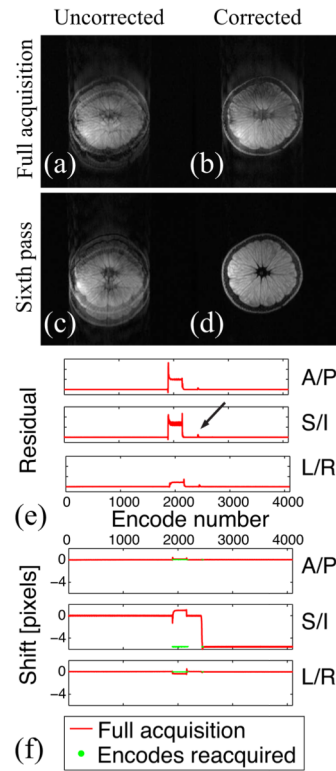 Uncorrected Corrected
Full acquisition
(a) (b)
Sixth pass
(c) (d)
A/P
S/I
Residual
L/R
0 1000 2000 3000 4000
(e) Encode number
0 1000 2000 3000 4000
0 A/P
−4
Shift [pixels]
0 S/I
−4
0 L/R
−4
(f)
Full acquisition
Encodes reacquired